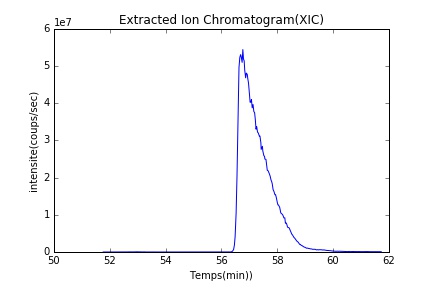 Extracted Ion Chromatogram(XIC)
1e7
6
5
4
3
2
1
0
intensite(coups/sec)
50 52 54 56 58 60 62
Temps(min))